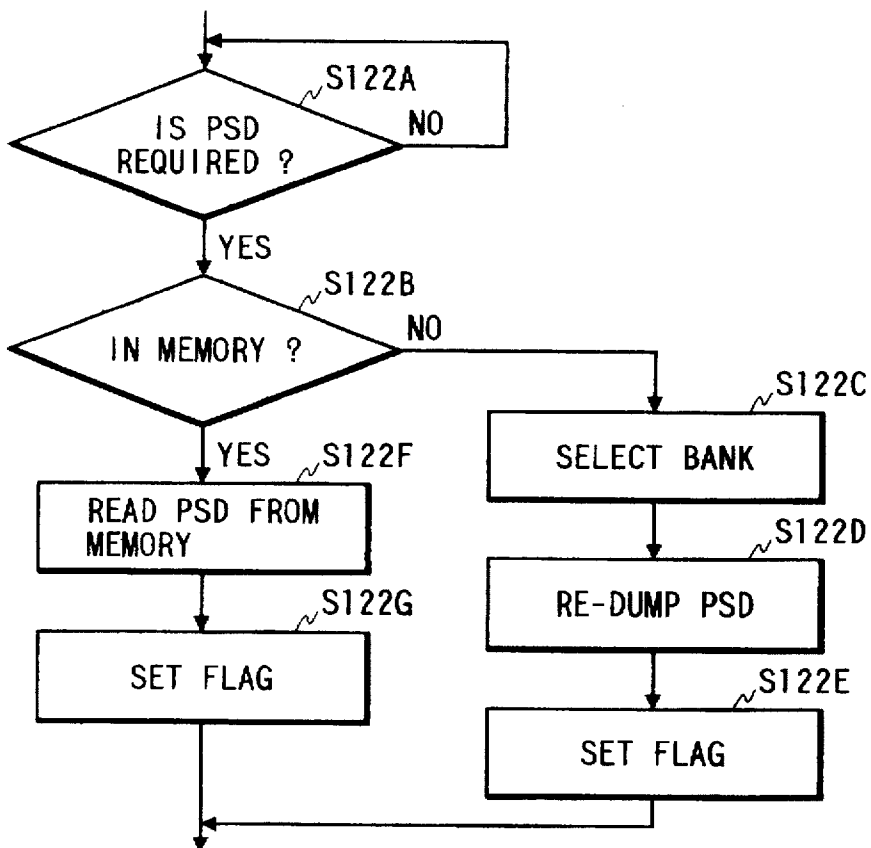 S122A
IS PSD
REQUIRED ?
NO
YES
S122B
IN MEMORY ?
NO
YES
S122C
SELECT BANK
S122F
READ PSD FROM
MEMORY
S122D
RE-DUMP PSD
S122G
SET FLAG
S122E
SET FLAG